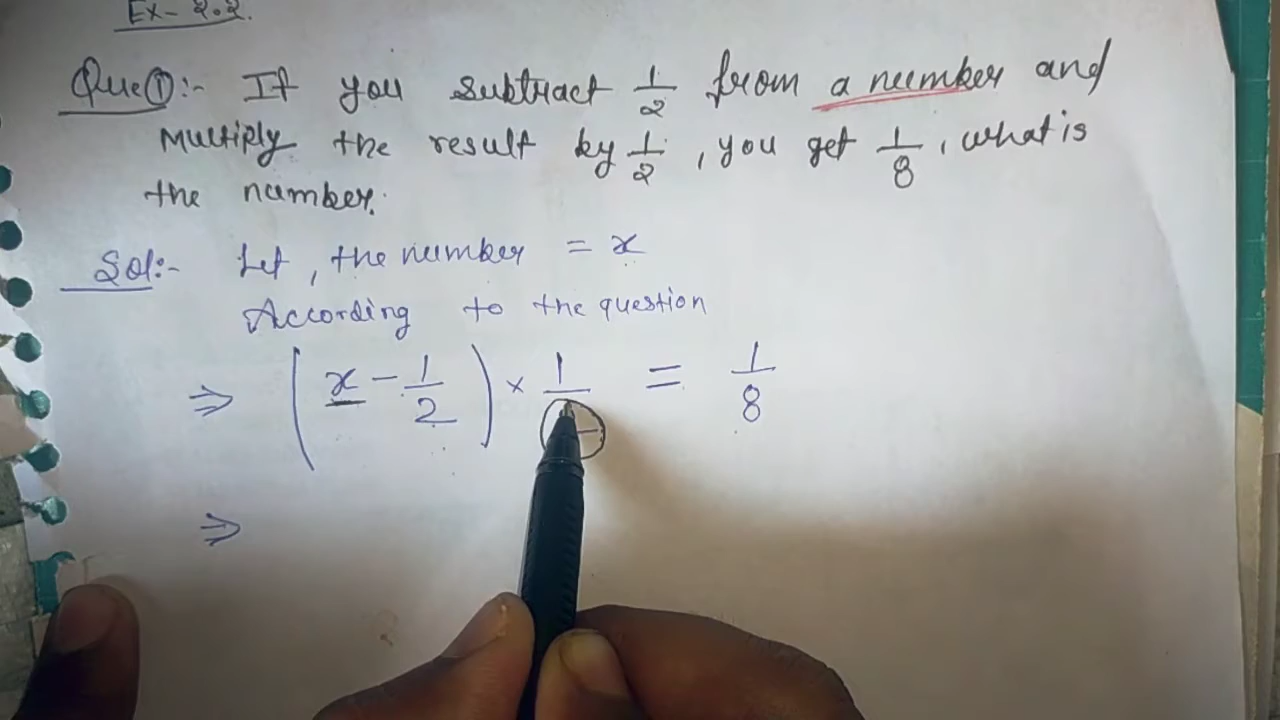 Ex- 2.2.
Que①:- If you subtract 1/2 from a number and
Multiply the result by 1/2, you get 1/8, what is
the number.
Sol:- Let, the number = x
According to the question
⇒ (x - 1/2) × 1/2 = 1/8
⇒